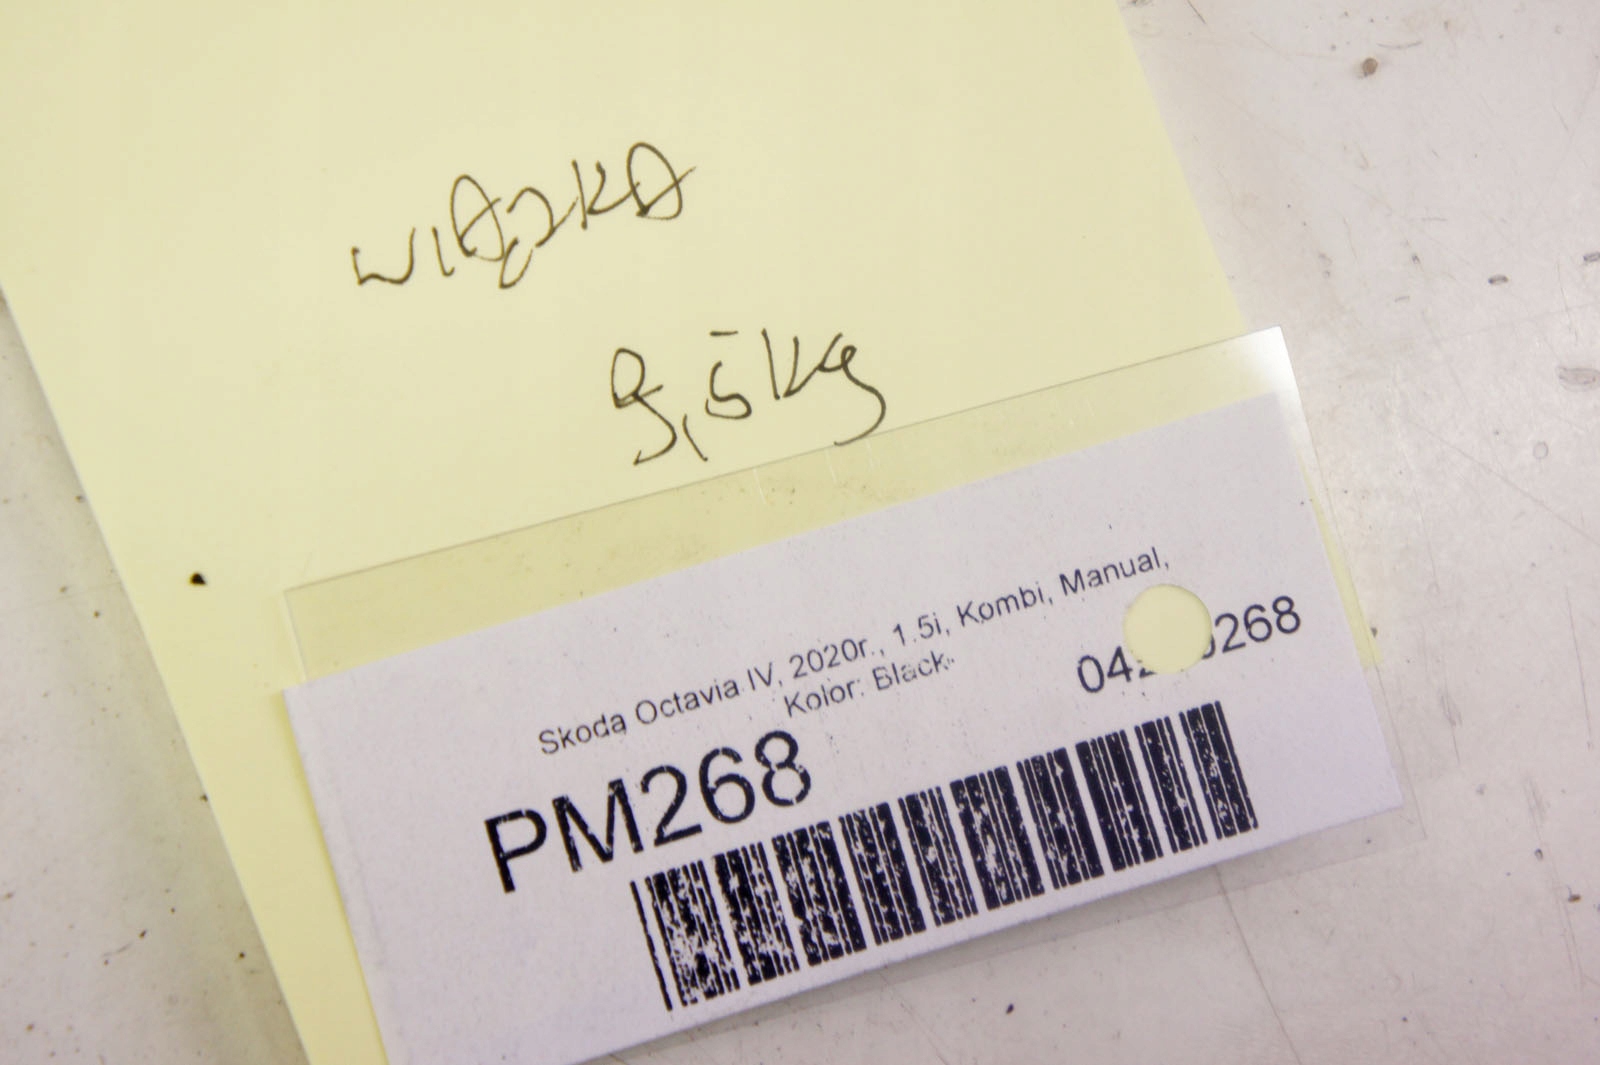 WIĄZKA
9,5kg
Skoda Octavia IV, 2020r., 1.5i, Kombi, Manual,
Kolor: Black
PM268